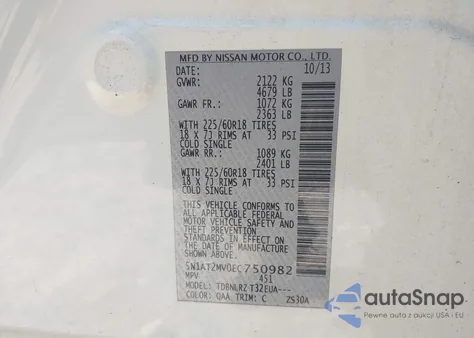 MFD BY NISSAN MOTOR CO., LTD.
DATE: 10/13
GVWR: 2122 KG
4679 LB
GAWR FR.: 1072 KG
2363 LB
WITH 225/60R18 TIRES
18 X 7J RIMS AT 33 PSI
COLD SINGLE
GAWR RR.: 1089 KG
2401 LB
WITH 225/60R18 TIRES
18 X 7J RIMS AT 33 PSI
COLD SINGLE
THIS VEHICLE CONFORMS TO
ALL APPLICABLE FEDERAL
MOTOR VEHICLE SAFETY AND
THEFT PREVENTION
STANDARDS IN EFFECT ON
THE DATE OF MANUFACTURE
SHOWN ABOVE.
5N1AT2MV0EC750982
MPV 451
MODEL: TDBNLRZ T32EUA---
COLOR: QAA TRIM: C ZS30A
autoSnap
Pewne auto z aukcji w USA i EU